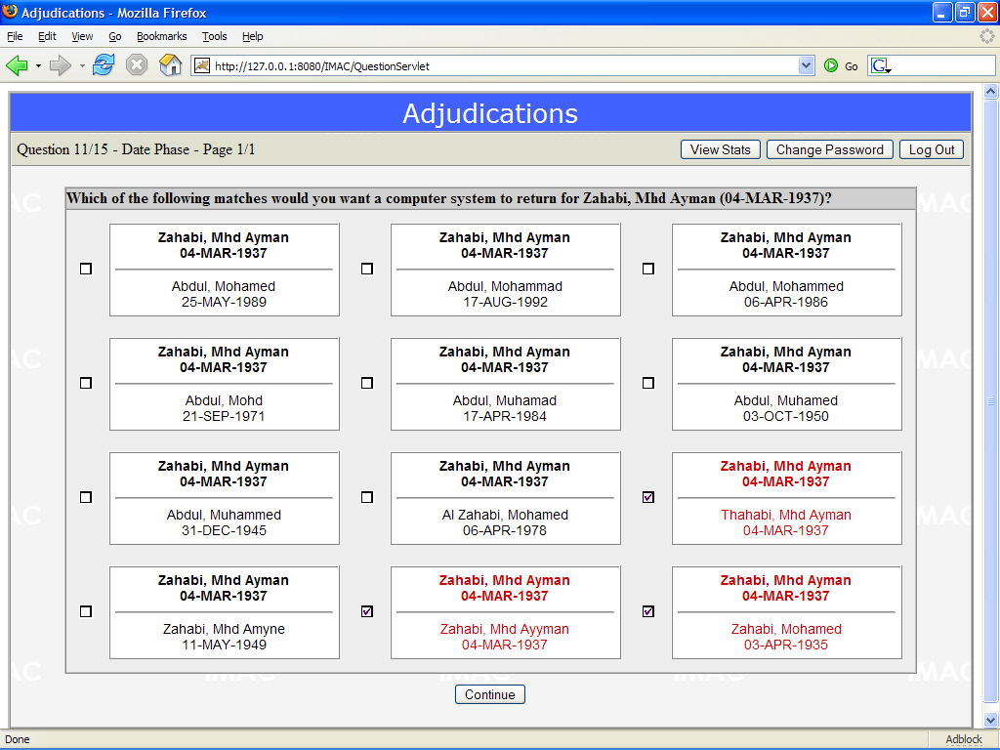 Adjudications - Mozilla Firefox
File Edit View Go Bookmarks Tools Help
http://127.0.0.1:8080/IMAC/QuestionServlet Go G
Adjudications
Question 11/15 - Date Phase - Page 1/1 View Stats Change Password Log Out
Which of the following matches would you want a computer system to return for Zahabi, Mhd Ayman (04-MAR-1937)?
Zahabi, Mhd Ayman
04-MAR-1937
Abdul, Mohamed
25-MAY-1989
Zahabi, Mhd Ayman
04-MAR-1937
Abdul, Mohammad
17-AUG-1992
Zahabi, Mhd Ayman
04-MAR-1937
Abdul, Mohammed
06-APR-1986
Zahabi, Mhd Ayman
04-MAR-1937
Abdul, Mohd
21-SEP-1971
Zahabi, Mhd Ayman
04-MAR-1937
Abdul, Muhamad
17-APR-1984
Zahabi, Mhd Ayman
04-MAR-1937
Abdul, Muhamed
03-OCT-1950
Zahabi, Mhd Ayman
04-MAR-1937
Abdul, Muhammed
31-DEC-1945
Zahabi, Mhd Ayman
04-MAR-1937
Al Zahabi, Mohamed
06-APR-1978
Zahabi, Mhd Ayman
04-MAR-1937
Thahabi, Mhd Ayman
04-MAR-1937
Zahabi, Mhd Ayman
04-MAR-1937
Zahabi, Mhd Amyne
11-MAY-1949
Zahabi, Mhd Ayman
04-MAR-1937
Zahabi, Mhd Ayyman
04-MAR-1937
Zahabi, Mhd Ayman
04-MAR-1937
Zahabi, Mohamed
03-APR-1935
Continue
Done Adblock